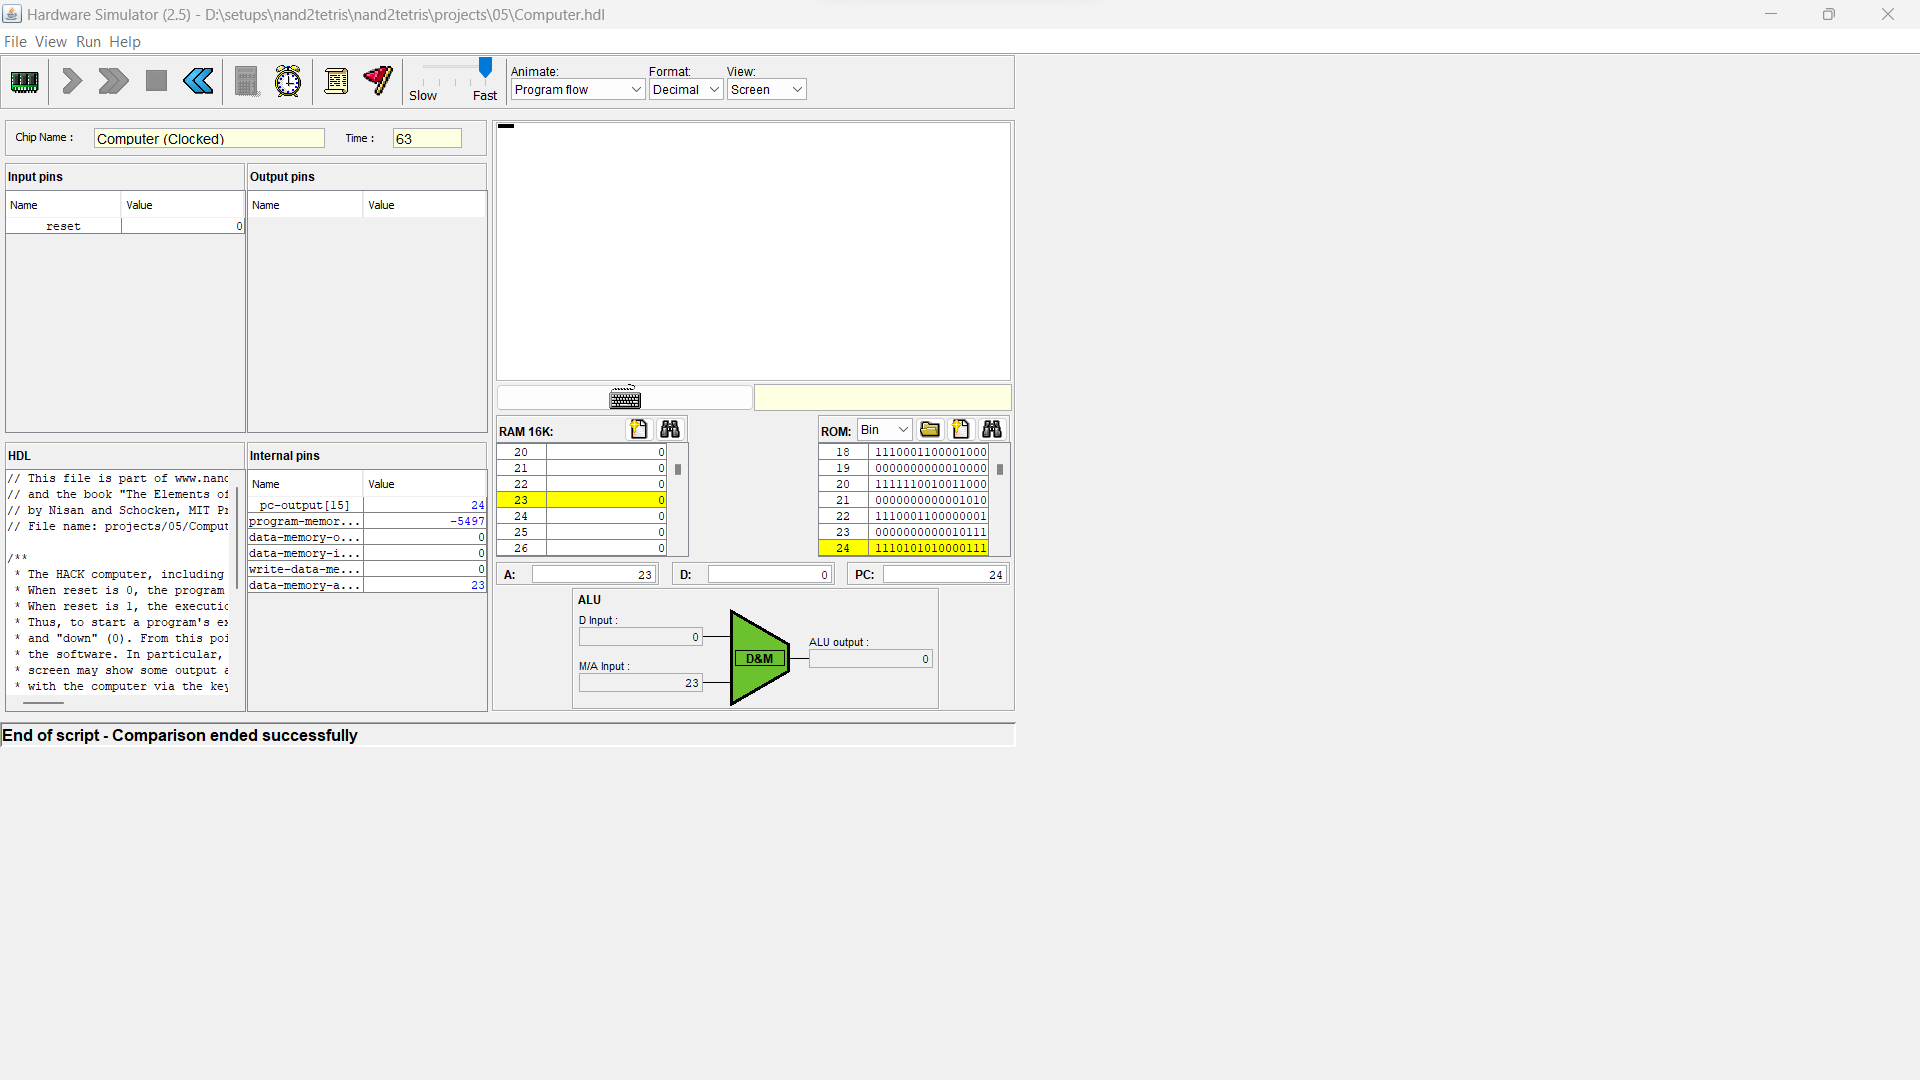 Hardware Simulator (2.5) - D:\setups\nand2tetris\nand2tetris\projects\05\Computer.hdl
File View Run Help
Animate: Format: View:
Slow Fast Program flow Decimal Screen
Chip Name : Computer (Clocked) Time : 63
Input pins
Name Value
reset 0
Output pins
Name Value
HDL
// This file is part of www.nand
// and the book "The Elements of
// by Nisan and Schocken, MIT Pr
// File name: projects/05/Comput
/**
* The HACK computer, including
* When reset is 0, the program
* When reset is 1, the executio
* Thus, to start a program's ex
* and "down" (0). From this poi
* the software. In particular,
* screen may show some output a
* with the computer via the key
Internal pins
Name Value
pc-output[15] 24
program-memor... -5497
data-memory-o... 0
data-memory-i... 0
write-data-me... 0
data-memory-a... 23
RAM 16K:
20 0
21 0
22 0
23 0
24 0
25 0
26 0
ROM: Bin
18 1110001100001000
19 0000000000010000
20 1111110010011000
21 0000000000001010
22 1110001100000001
23 0000000000010111
24 1110101010000111
A: 23 D: 0 PC: 24
ALU
D Input :
0
M/A Input :
23
D&M
ALU output :
0
End of script - Comparison ended successfully